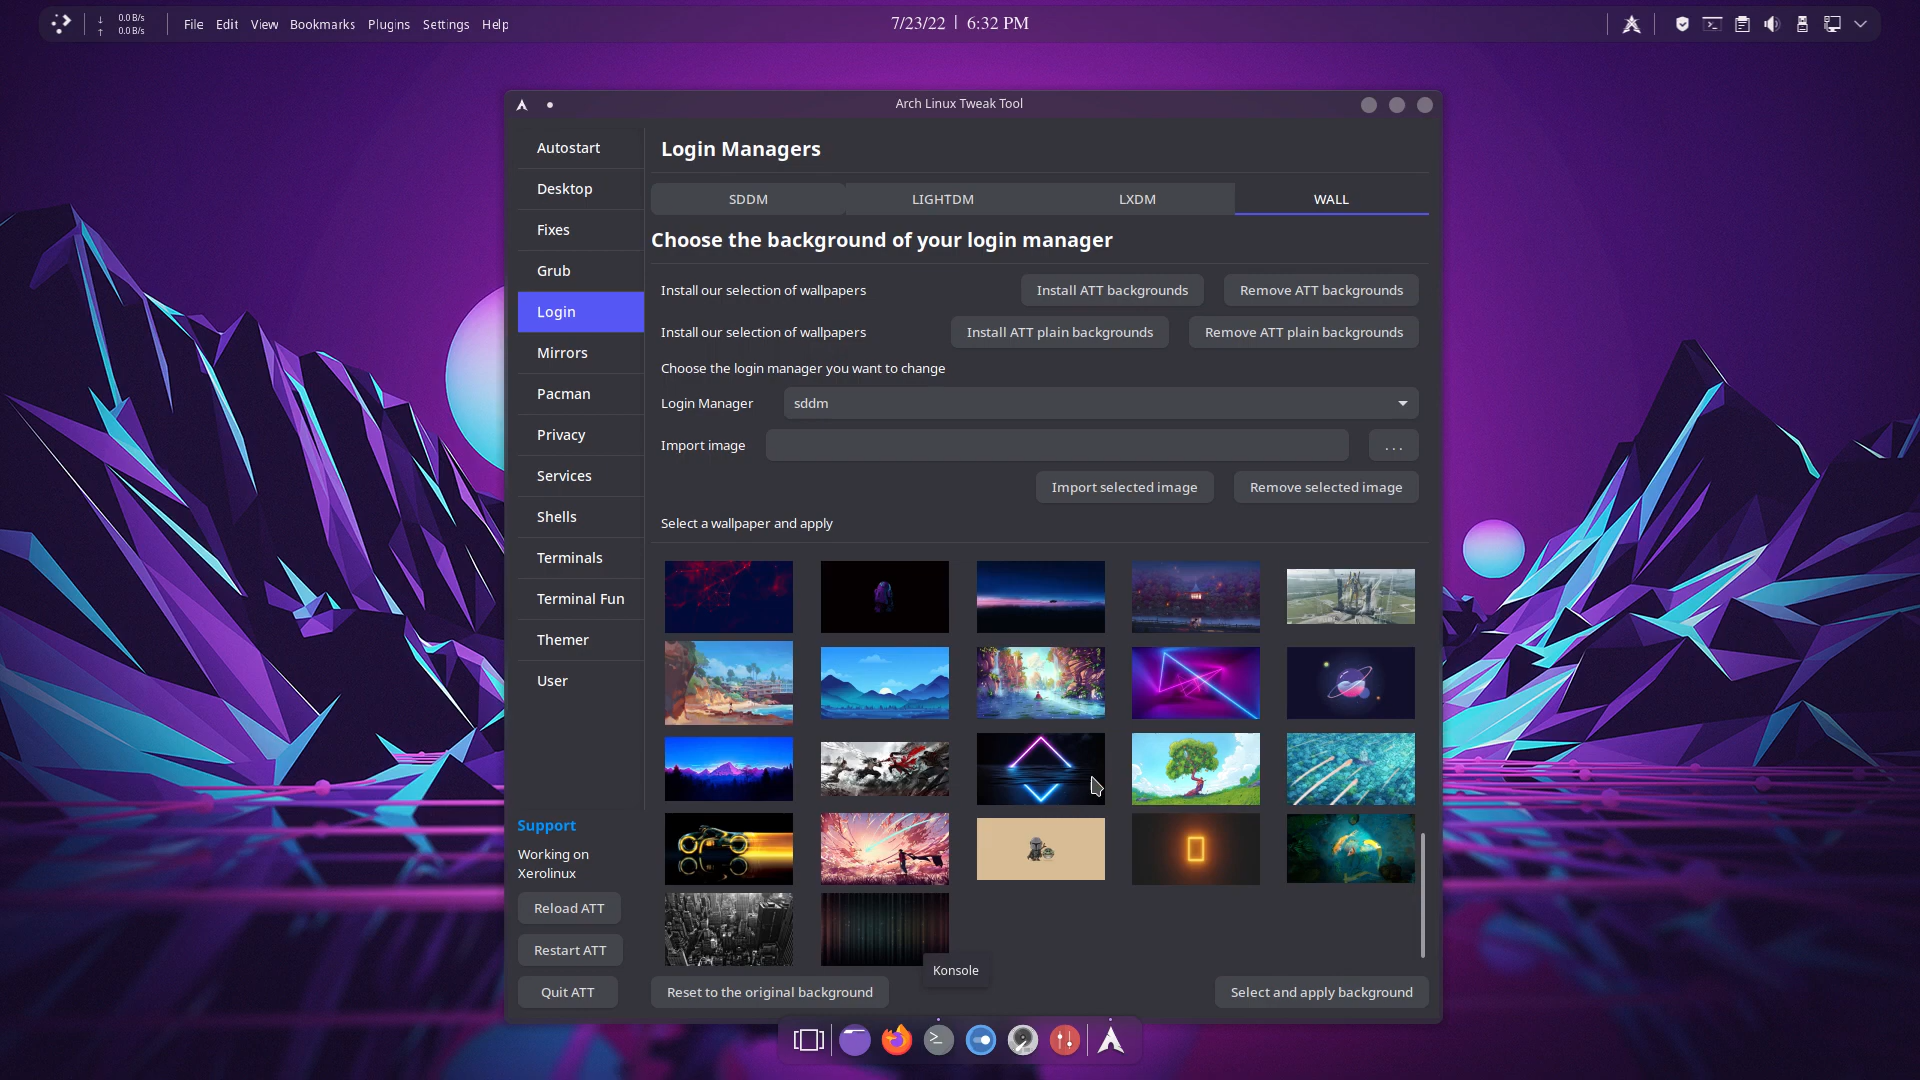 0.0 B/s
0.0 B/s
File Edit View Bookmarks Plugins Settings Help
7/23/22 | 6:32 PM
Arch Linux Tweak Tool
Autostart
Desktop
Fixes
Grub
Login
Mirrors
Pacman
Privacy
Services
Shells
Terminals
Terminal Fun
Themer
User
Support
Working on
Xerolinux
Reload ATT
Restart ATT
Quit ATT
Login Managers
SDDM LIGHTDM LXDM WALL
Choose the background of your login manager
Install our selection of wallpapers Install ATT backgrounds Remove ATT backgrounds
Install our selection of wallpapers Install ATT plain backgrounds Remove ATT plain backgrounds
Choose the login manager you want to change
Login Manager sddm
Import image ...
Import selected image Remove selected image
Select a wallpaper and apply
Konsole
Reset to the original background Select and apply background